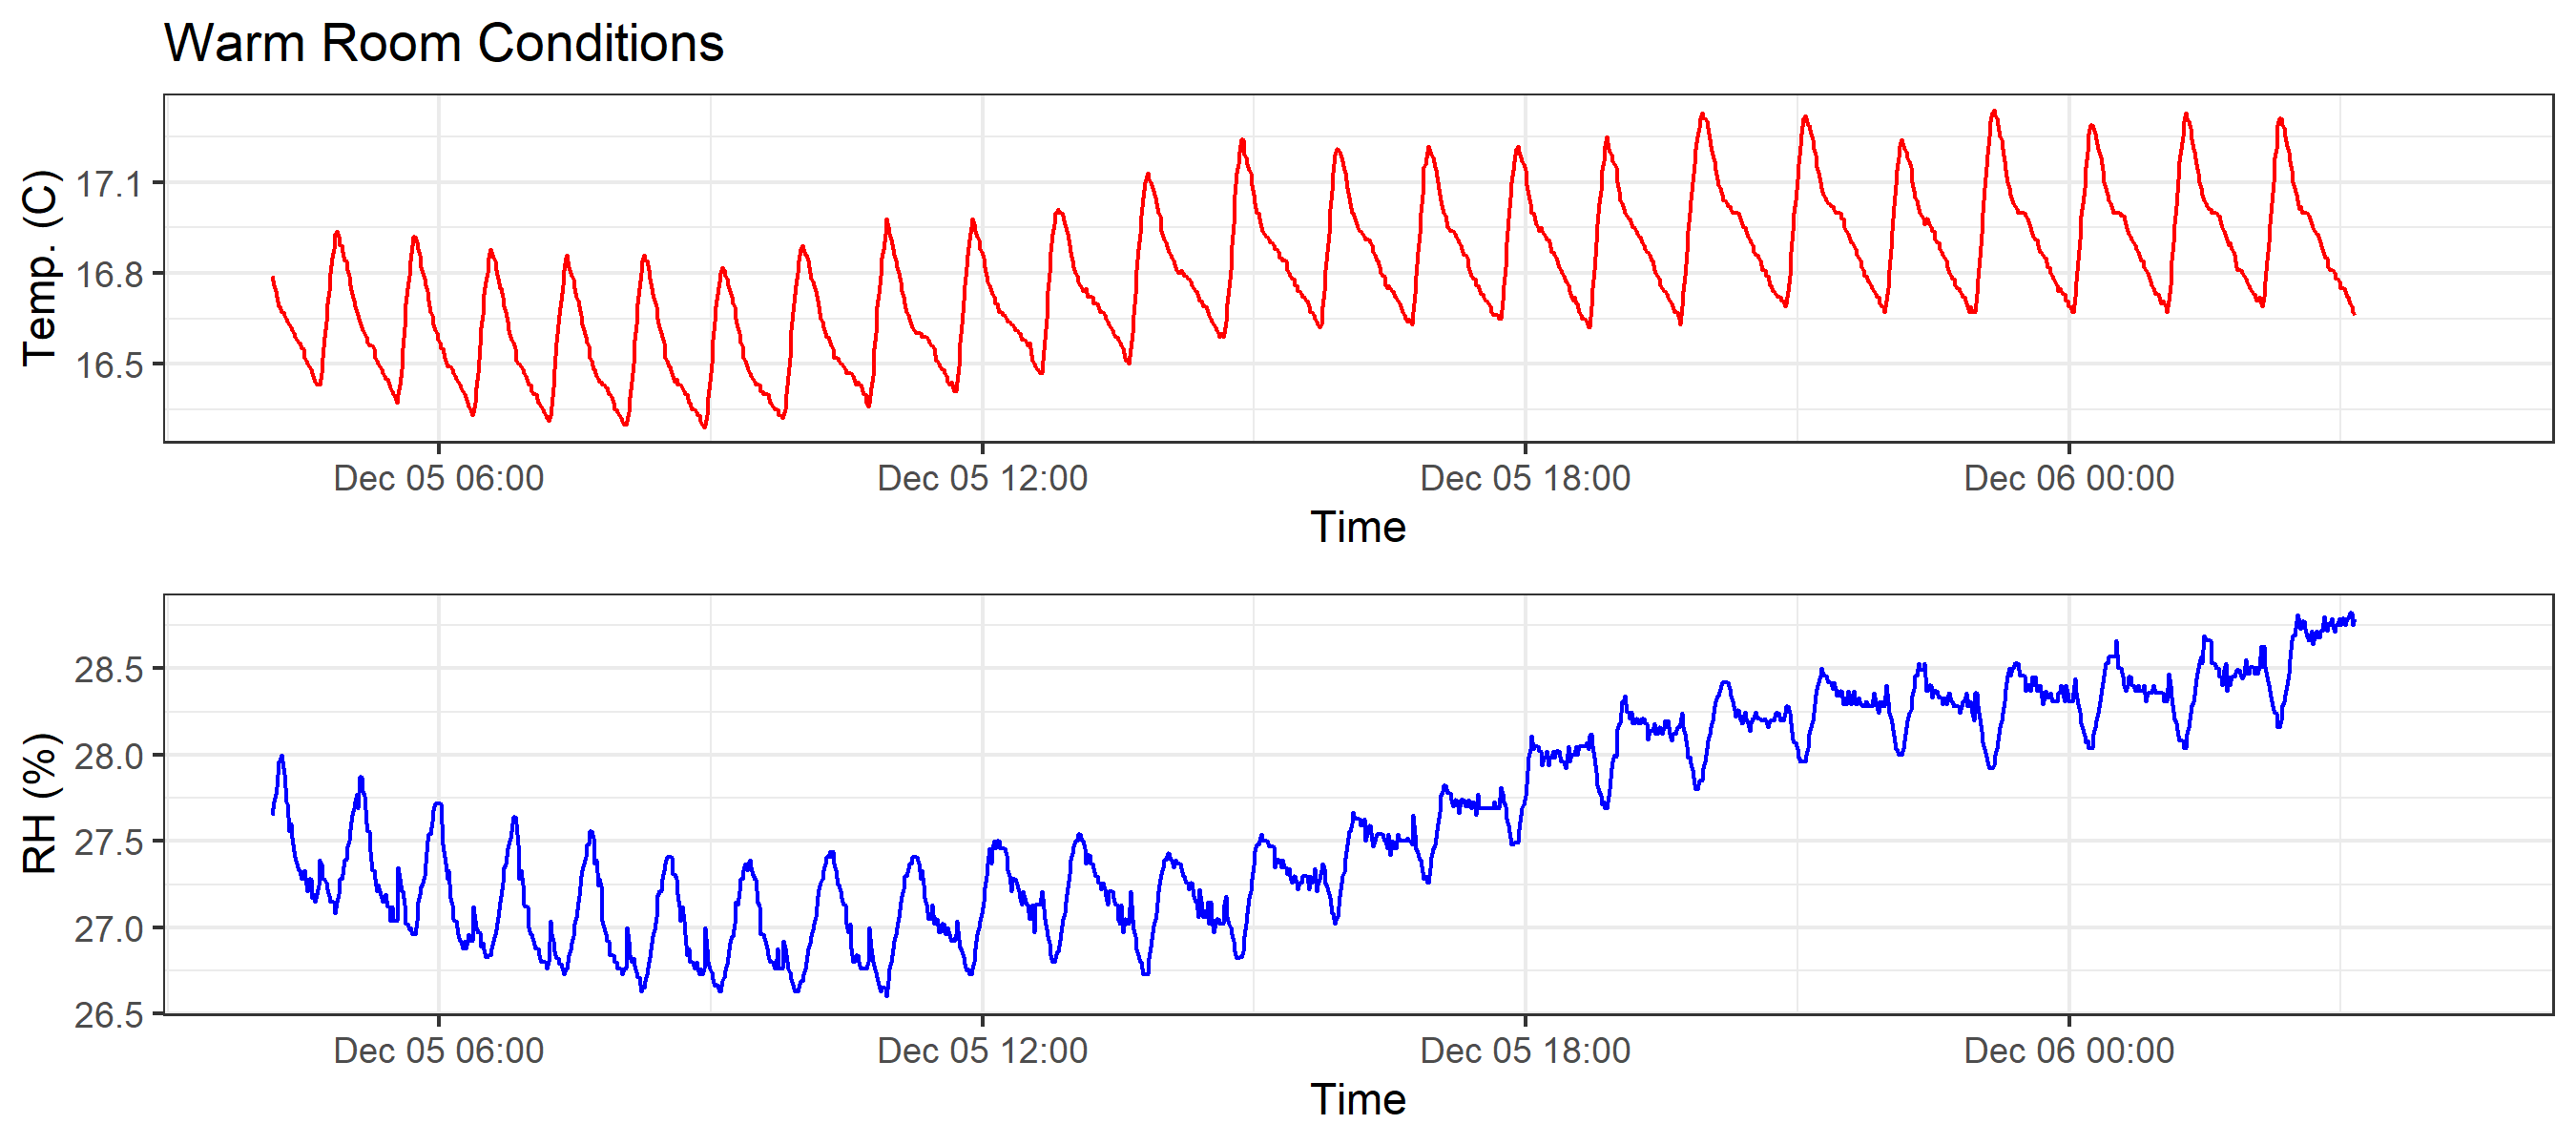 Warm Room Conditions
Temp. (C)
17.1
16.8
16.5
Dec 05 06:00 Dec 05 12:00 Dec 05 18:00 Dec 06 00:00
Time
RH (%)
28.5
28.0
27.5
27.0
26.5
Dec 05 06:00 Dec 05 12:00 Dec 05 18:00 Dec 06 00:00
Time